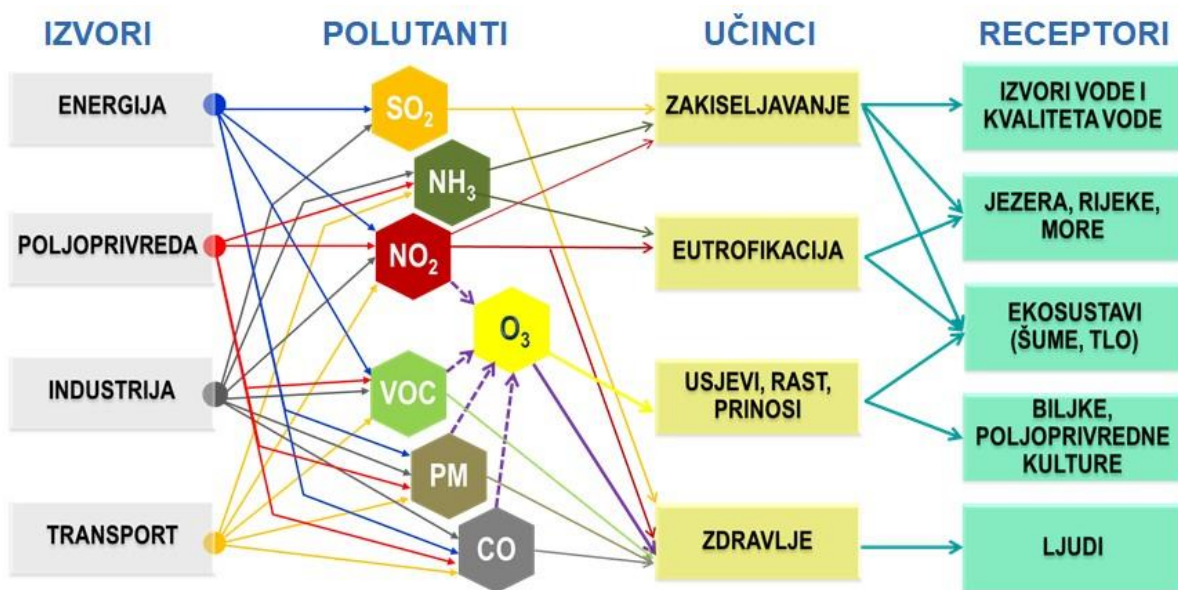 IZVORI
POLUTANTI
UČINCI
RECEPTORI
ENERGIJA
POLJOPRIVREDA
INDUSTRIJA
TRANSPORT
SO₂
NH₃
NO₂
O₃
VOC
PM
CO
ZAKISELJAVANJE
EUTROFIKACIJA
USJEVI, RAST,
PRINOSI
ZDRAVLJE
IZVORI VODE I
KVALITETA VODE
JEZERA, RIJEKE,
MORE
EKOSUSTAVI
(ŠUME, TLO)
BILJKE,
POLJOPRIVREDNE
KULTURE
LJUDI